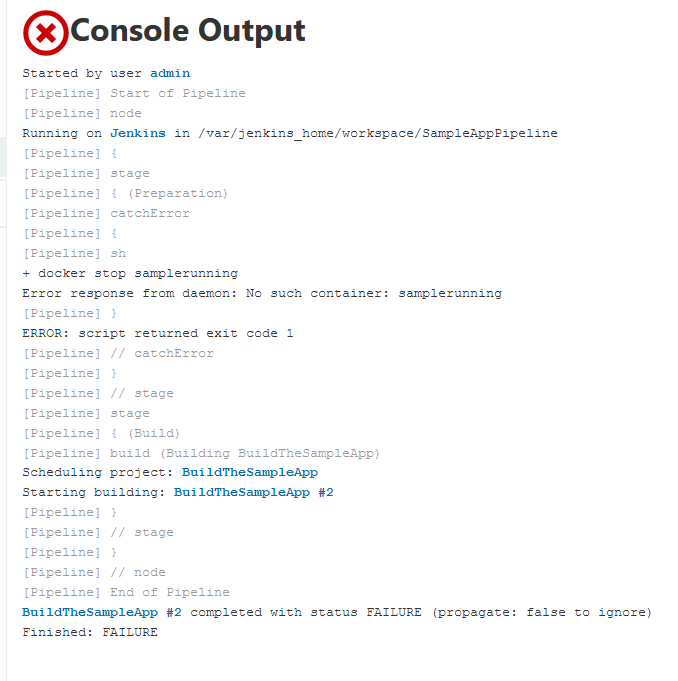 Console Output
Started by user admin
[Pipeline] Start of Pipeline
[Pipeline] node
Running on Jenkins in /var/jenkins_home/workspace/SampleAppPipeline
[Pipeline] {
[Pipeline] stage
[Pipeline] { (Preparation)
[Pipeline] catchError
[Pipeline] {
[Pipeline] sh
+ docker stop samplerunning
Error response from daemon: No such container: samplerunning
[Pipeline] }
ERROR: script returned exit code 1
[Pipeline] // catchError
[Pipeline] }
[Pipeline] // stage
[Pipeline] stage
[Pipeline] { (Build)
[Pipeline] build (Building BuildTheSampleApp)
Scheduling project: BuildTheSampleApp
Starting building: BuildTheSampleApp #2
[Pipeline] }
[Pipeline] // stage
[Pipeline] }
[Pipeline] // node
[Pipeline] End of Pipeline
BuildTheSampleApp #2 completed with status FAILURE (propagate: false to ignore)
Finished: FAILURE